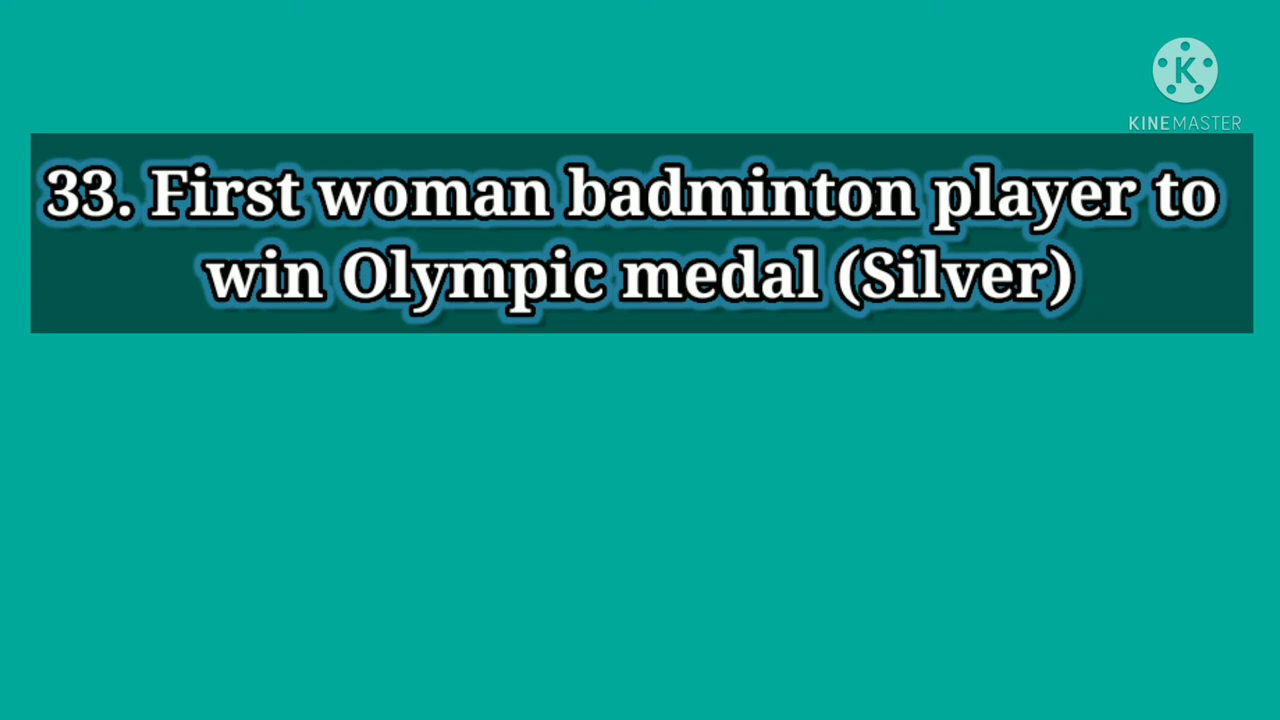 KINEMASTER
33. First woman badminton player to
win Olympic medal (Silver)